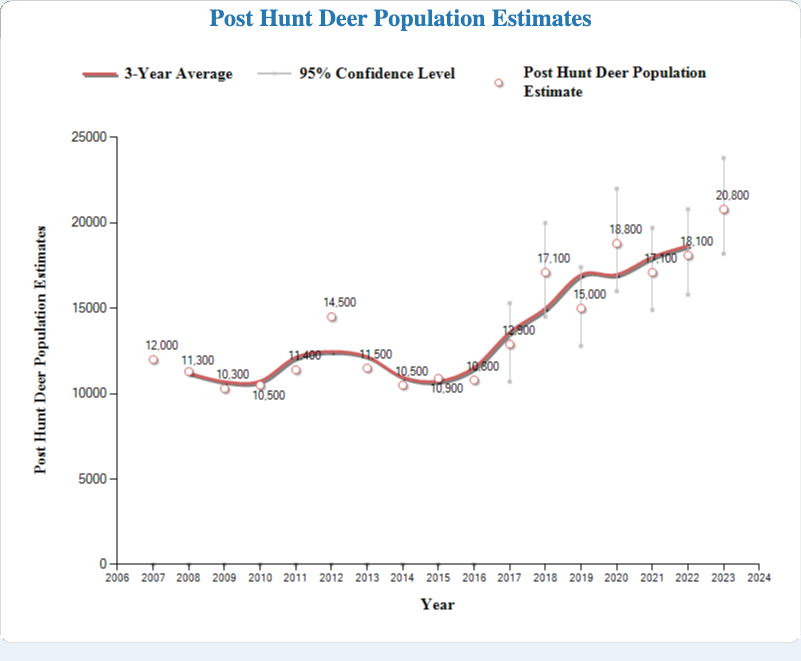 Post Hunt Deer Population Estimates
3-Year Average
95% Confidence Level
Post Hunt Deer Population
Estimate
25000
20000
15000
10000
5000
0
Post Hunt Deer Population Estimates
12,000
11,300
10,300
10,500
11,400
14,500
11,500
10,500
10,900
10,800
12,900
17,100
15,000
18,800
17,100
18,100
20,800
2006 2007 2008 2009 2010 2011 2012 2013 2014 2015 2016 2017 2018 2019 2020 2021 2022 2023 2024
Year